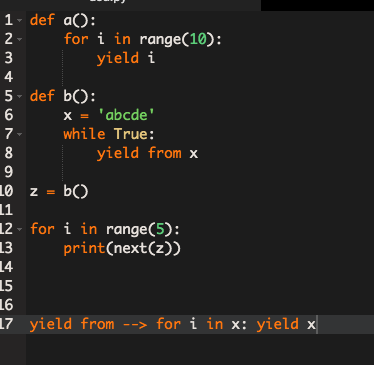 1 def a():
2     for i in range(10):
3         yield i
4
5 def b():
6     x = 'abcde'
7     while True:
8         yield from x
9
10 z = b()
11
12 for i in range(5):
13     print(next(z))
14
15
16
17 yield from --> for i in x: yield x